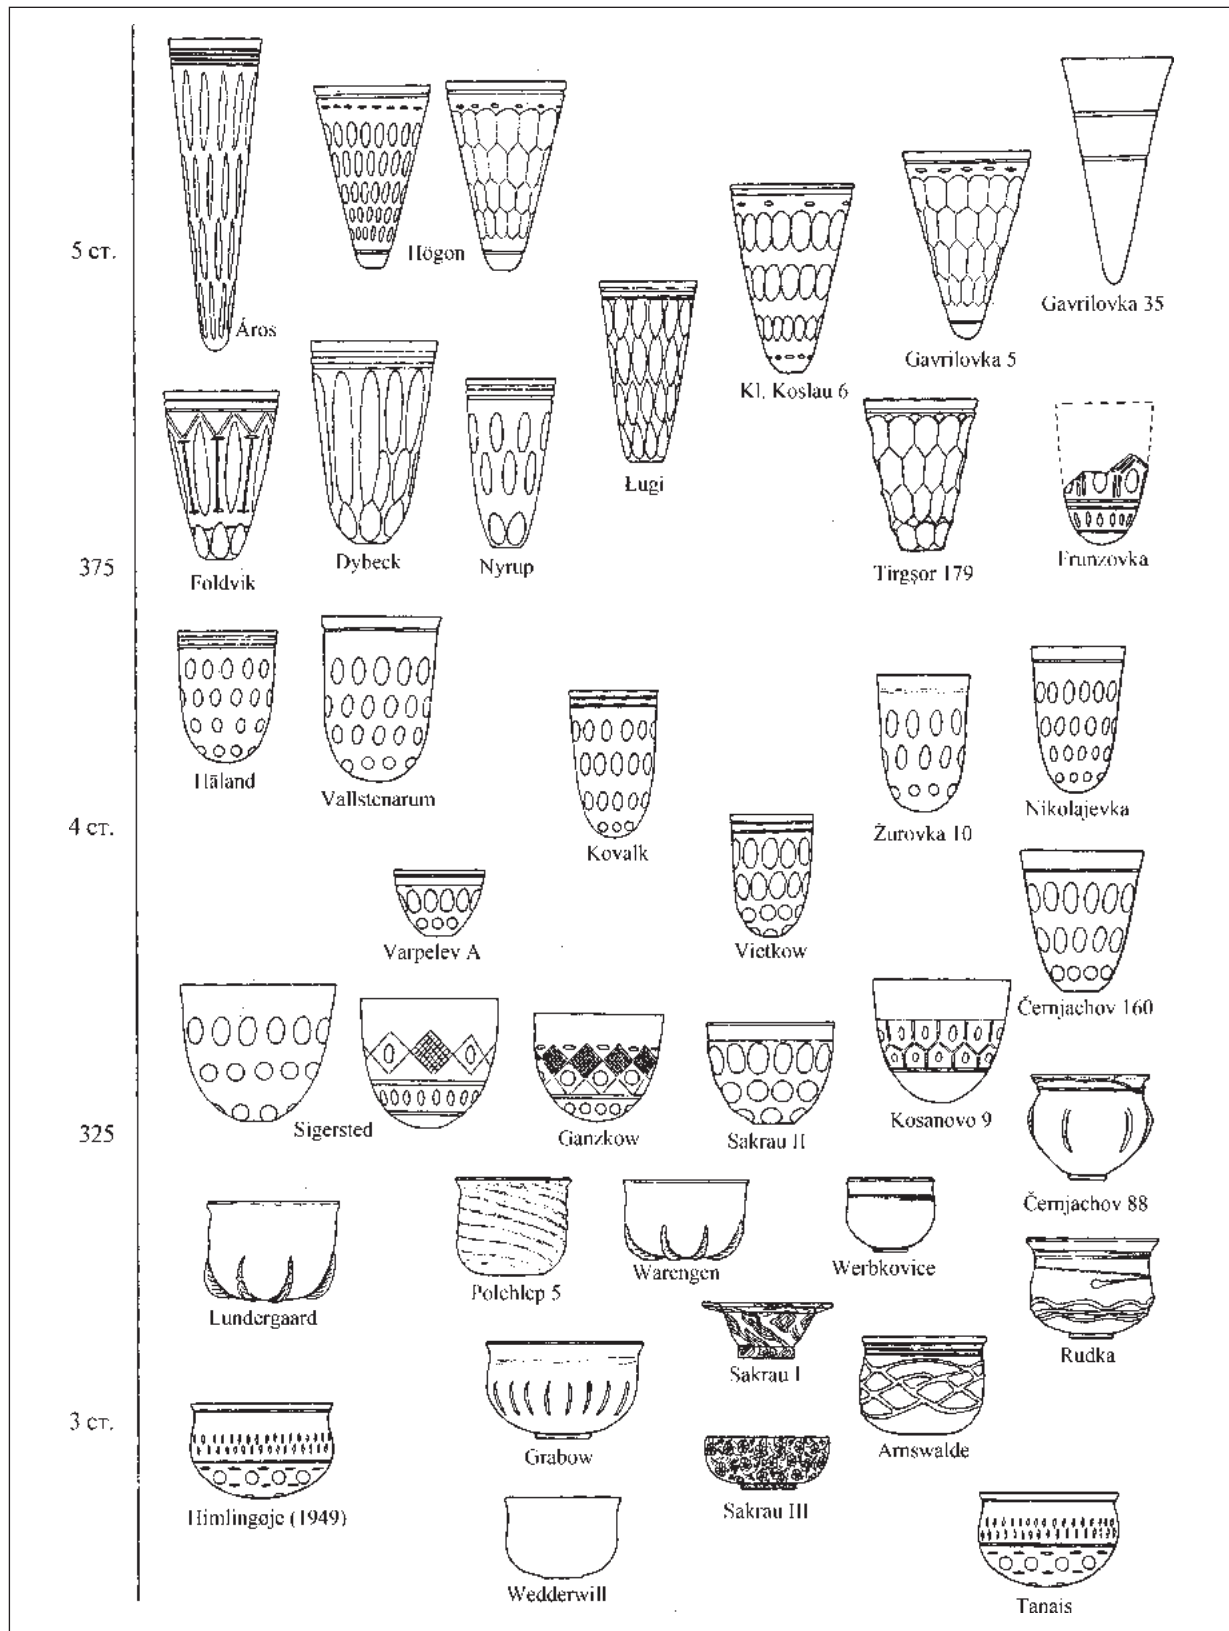 5 ст.
Högon
Áros
Gavrilovka 35
Gavrilovka 5
Kl. Koslau 6
Ługi
375
Foldvik
Dybeck
Nyrup
Tirgşor 179
Frunzovka
Håland
Vallstenarum
4 ст.
Kovalk
Žurovka 10
Nikolajevka
Varpelev A
Vietkow
Černjachov 160
325
Sigersted
Ganzkow
Sakrau II
Kosanovo 9
Černjachov 88
Lundergaard
Polchlep 5
Warengen
Werbkovice
Rudka
Sakrau I
3 ст.
Grabow
Arnswalde
Himlingøje (1949)
Sakrau III
Wedderwill
Tanais